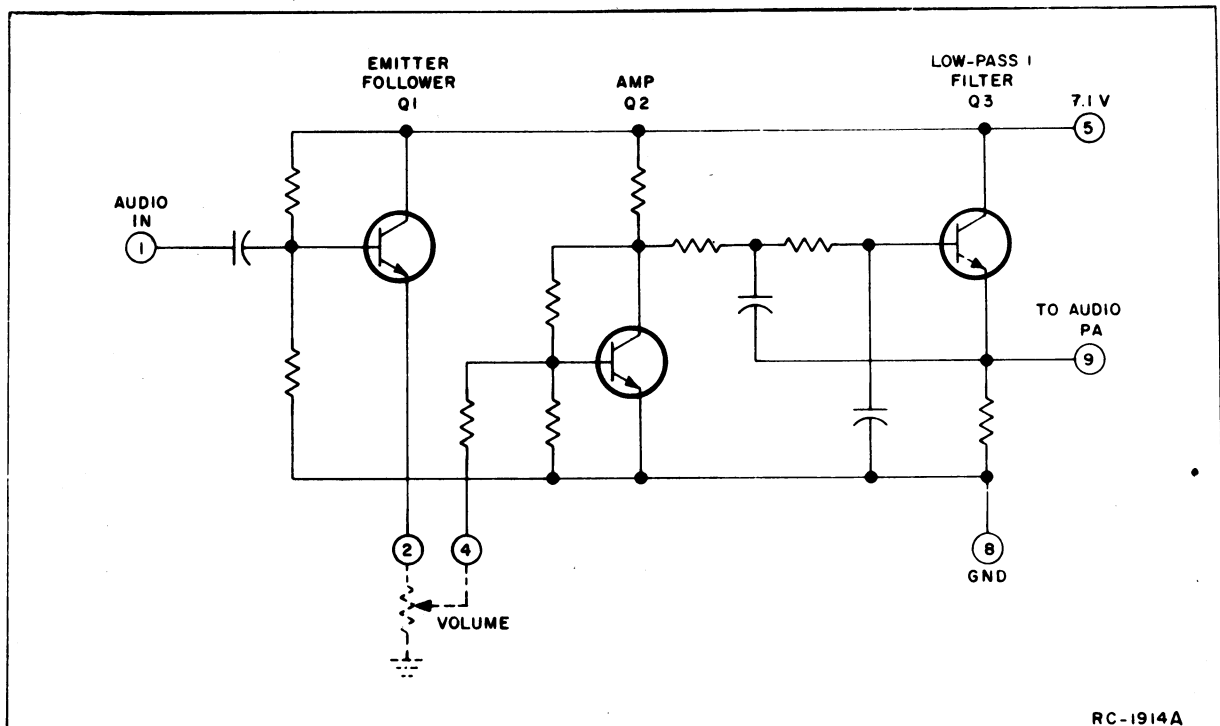 EMITTER
FOLLOWER
Q1
AMP
Q2
LOW-PASS 1
FILTER
Q3
7.1 V
5
AUDIO
IN
1
TO AUDIO
PA
9
2
4
8
GND
VOLUME
RC-1914A